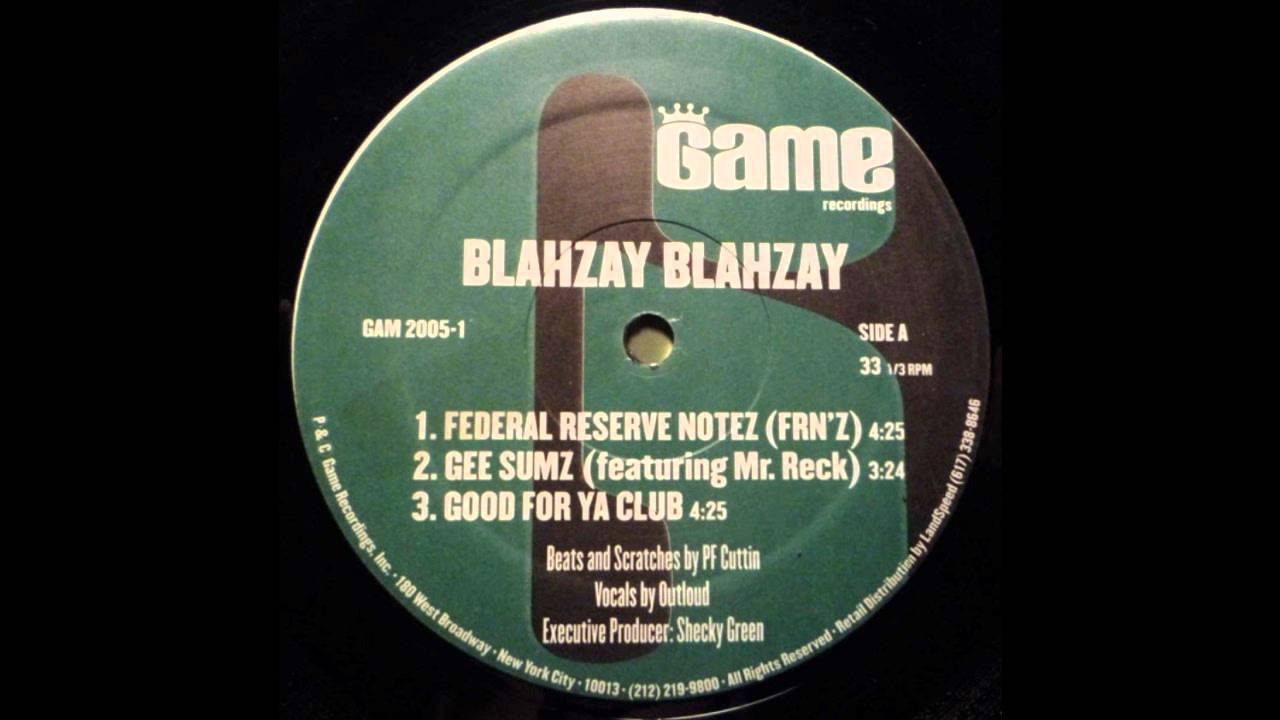 Game
recordings
BLAHZAY BLAHZAY
GAM 2005-1
SIDE A
33 1/3 RPM
1. FEDERAL RESERVE NOTEZ (FRN'Z) 4:25
2. GEE SUMZ (featuring Mr. Reck) 3:24
3. GOOD FOR YA CLUB 4:25
Beats and Scratches by PF Cuttin
Vocals by Outloud
Executive Producer: Shecky Green
P & C Game Recordings, Inc. · 180 West Broadway · New York City · 10013 · (212) 219-9800 · All Rights Reserved · Retail Distribution by LandSpeed (617) 338-8646